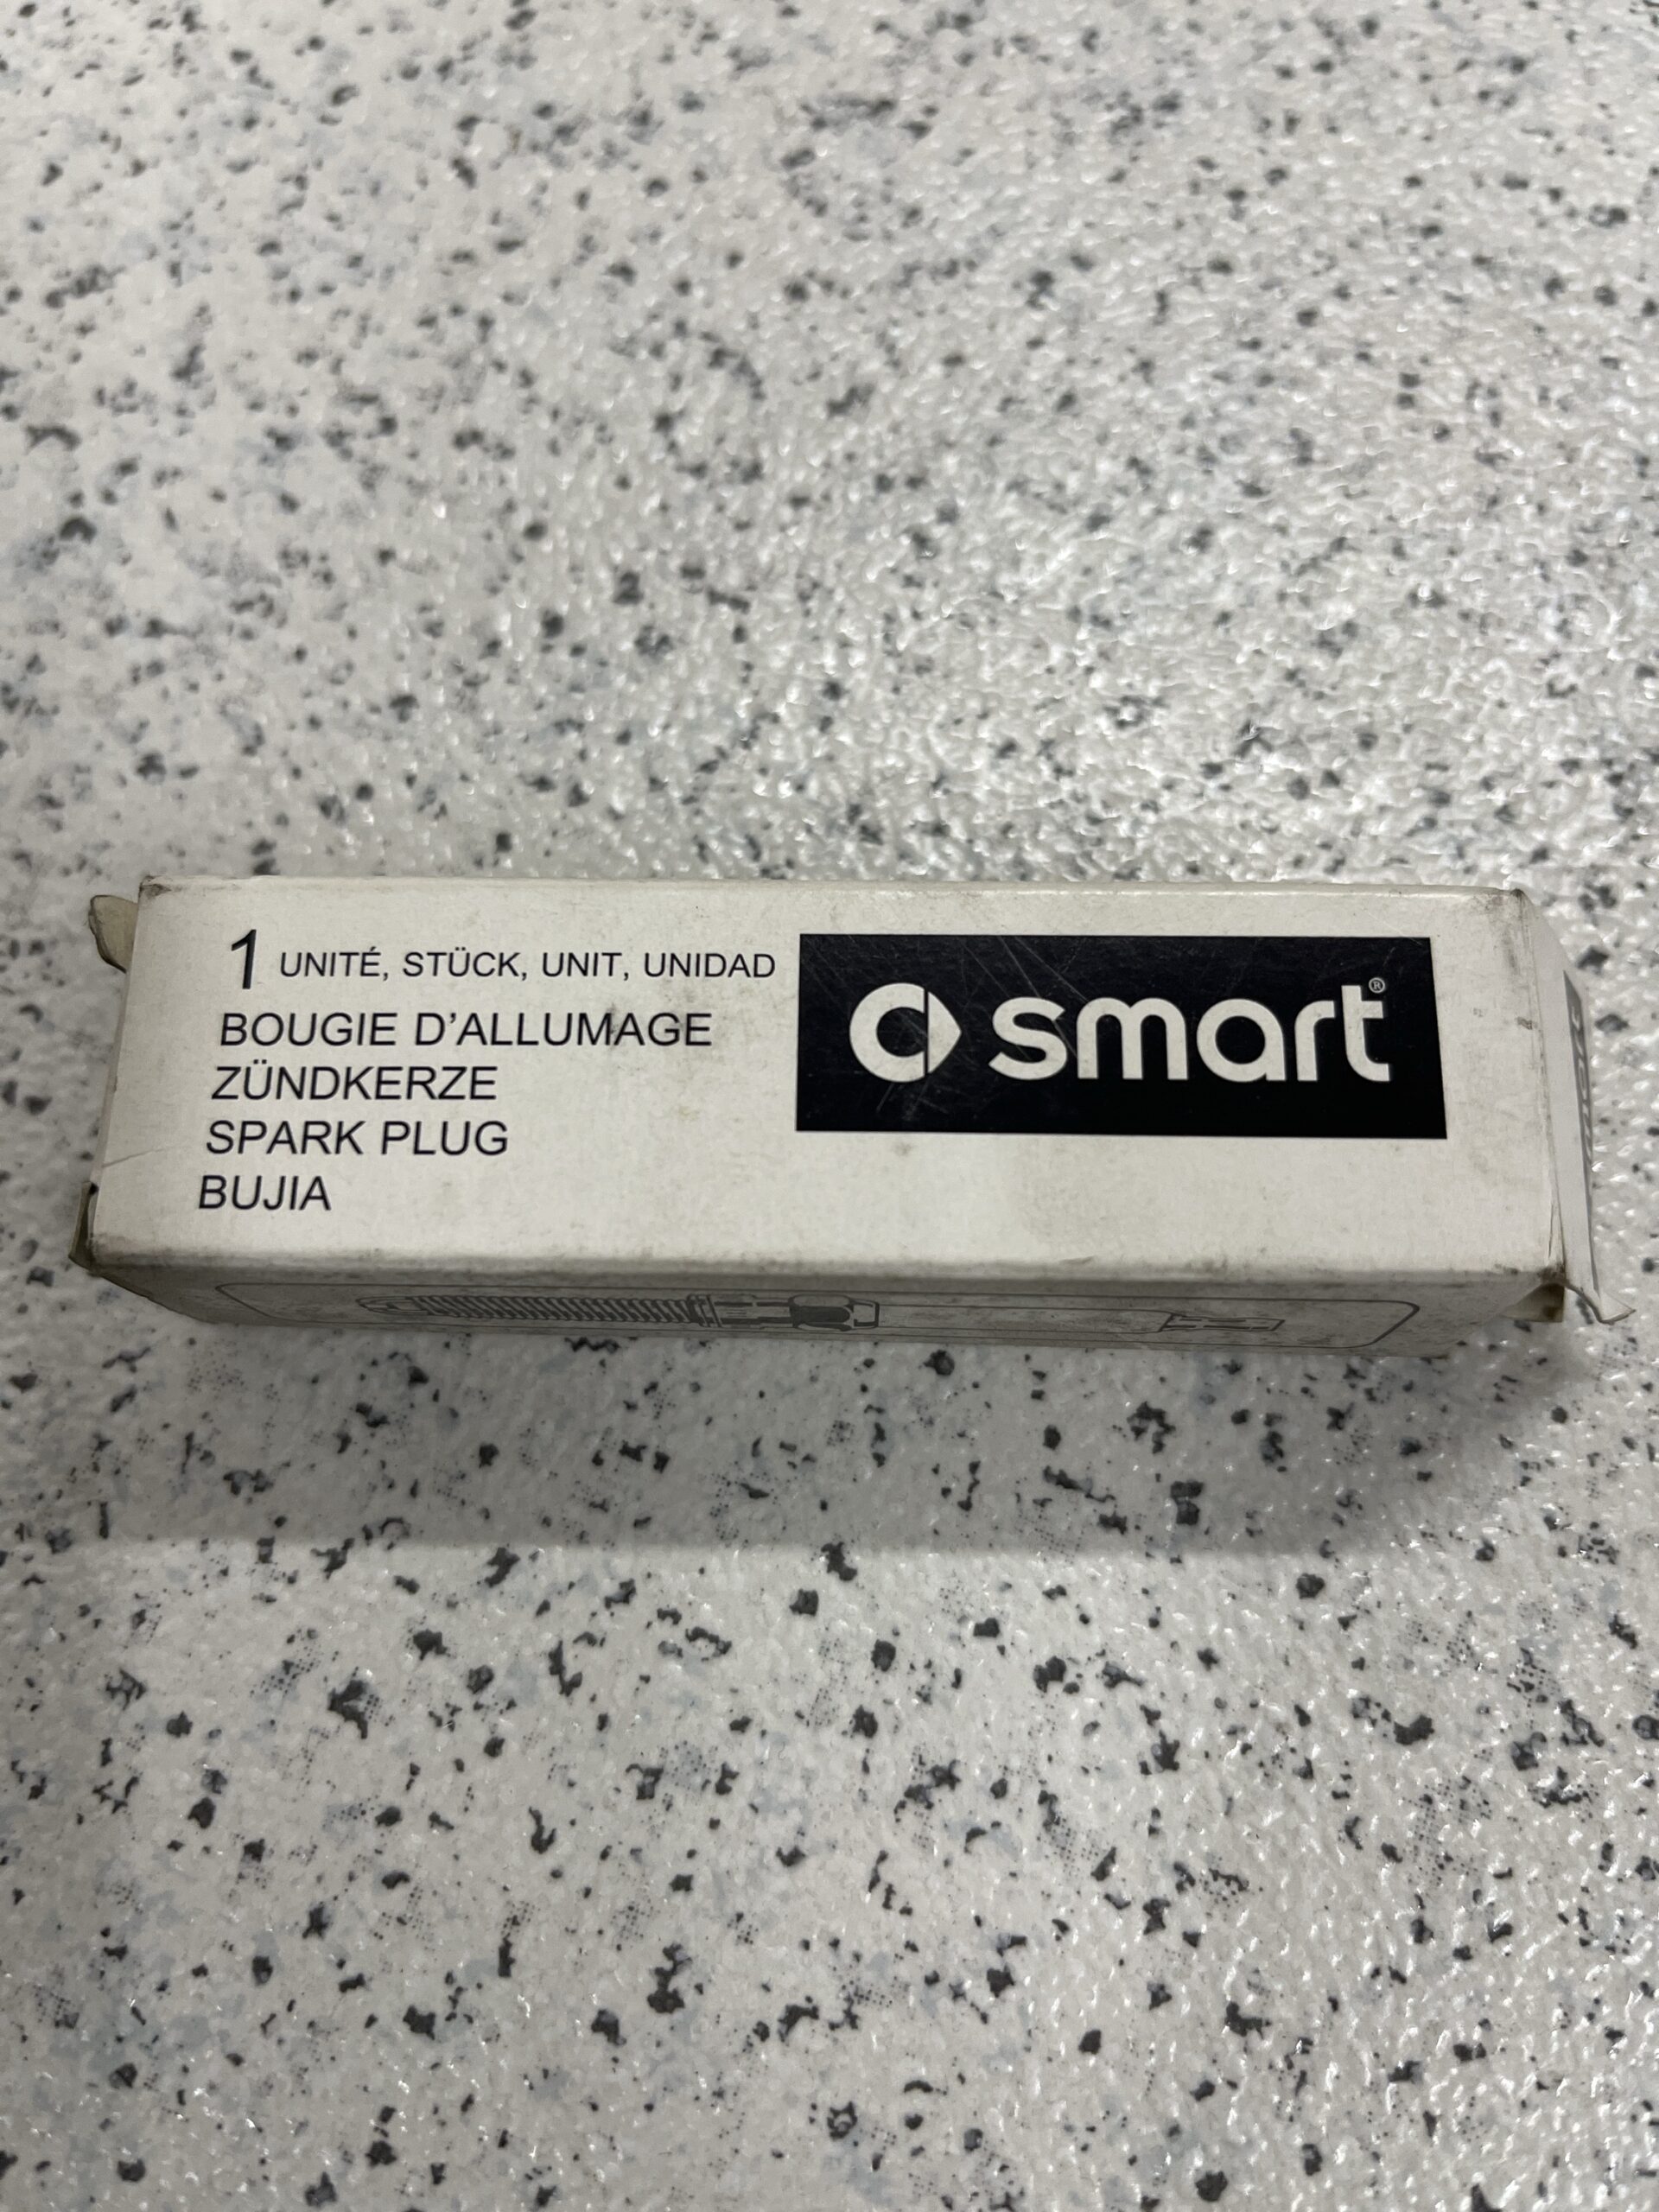 1 UNITÉ, STÜCK, UNIT, UNIDAD
BOUGIE D'ALLUMAGE
ZÜNDKERZE
SPARK PLUG
BUJIA
smart®